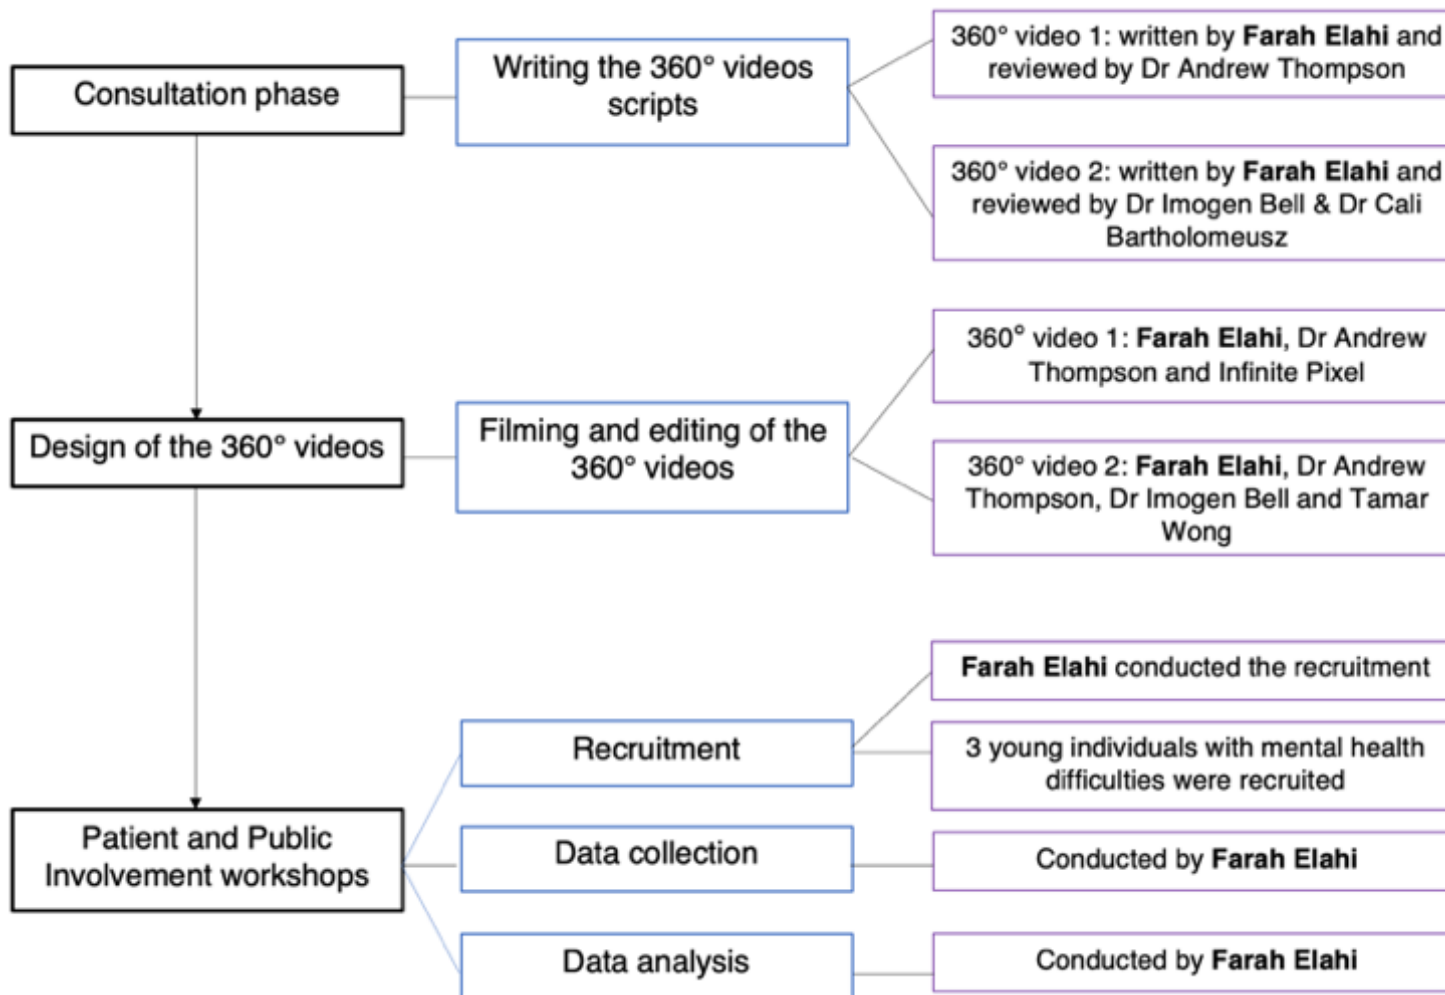 Consultation phase
Writing the 360° videos
scripts
360° video 1: written by Farah Elahi and
reviewed by Dr Andrew Thompson
360° video 2: written by Farah Elahi and
reviewed by Dr Imogen Bell & Dr Cali
Bartholomeusz
Design of the 360° videos
Filming and editing of the
360° videos
360° video 1: Farah Elahi, Dr Andrew
Thompson and Infinite Pixel
360° video 2: Farah Elahi, Dr Andrew
Thompson, Dr Imogen Bell and Tamar
Wong
Patient and Public
Involvement workshops
Recruitment
Farah Elahi conducted the recruitment
3 young individuals with mental health
difficulties were recruited
Data collection
Conducted by Farah Elahi
Data analysis
Conducted by Farah Elahi